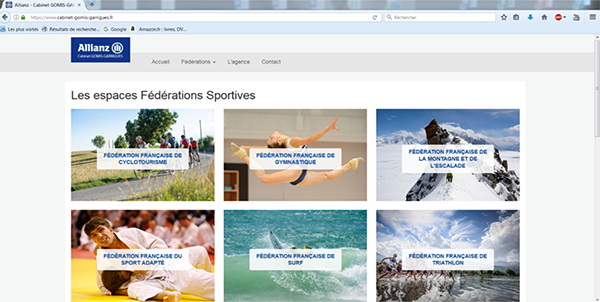 Allianz - Cabinet GOMIS-GA
https://www.cabinet-gomis-garrigues.fr
Rechercher
Les plus visités
Résultats de recherche...
Google
Amazon.fr : livres, DV...
Allianz
Cabinet GOMIS-GARRIGUES
Accueil
Fédérations
L'agence
Contact
Les espaces Fédérations Sportives
FÉDÉRATION FRANÇAISE DE
CYCLOTOURISME
FÉDÉRATION FRANÇAISE DE
GYMNASTIQUE
FÉDÉRATION FRANÇAISE DE
LA MONTAGNE ET DE
L'ESCALADE
FÉDÉRATION FRANÇAISE DU
SPORT ADAPTÉ
FÉDÉRATION FRANÇAISE DE
SURF
FÉDÉRATION FRANÇAISE DE
TRIATHLON